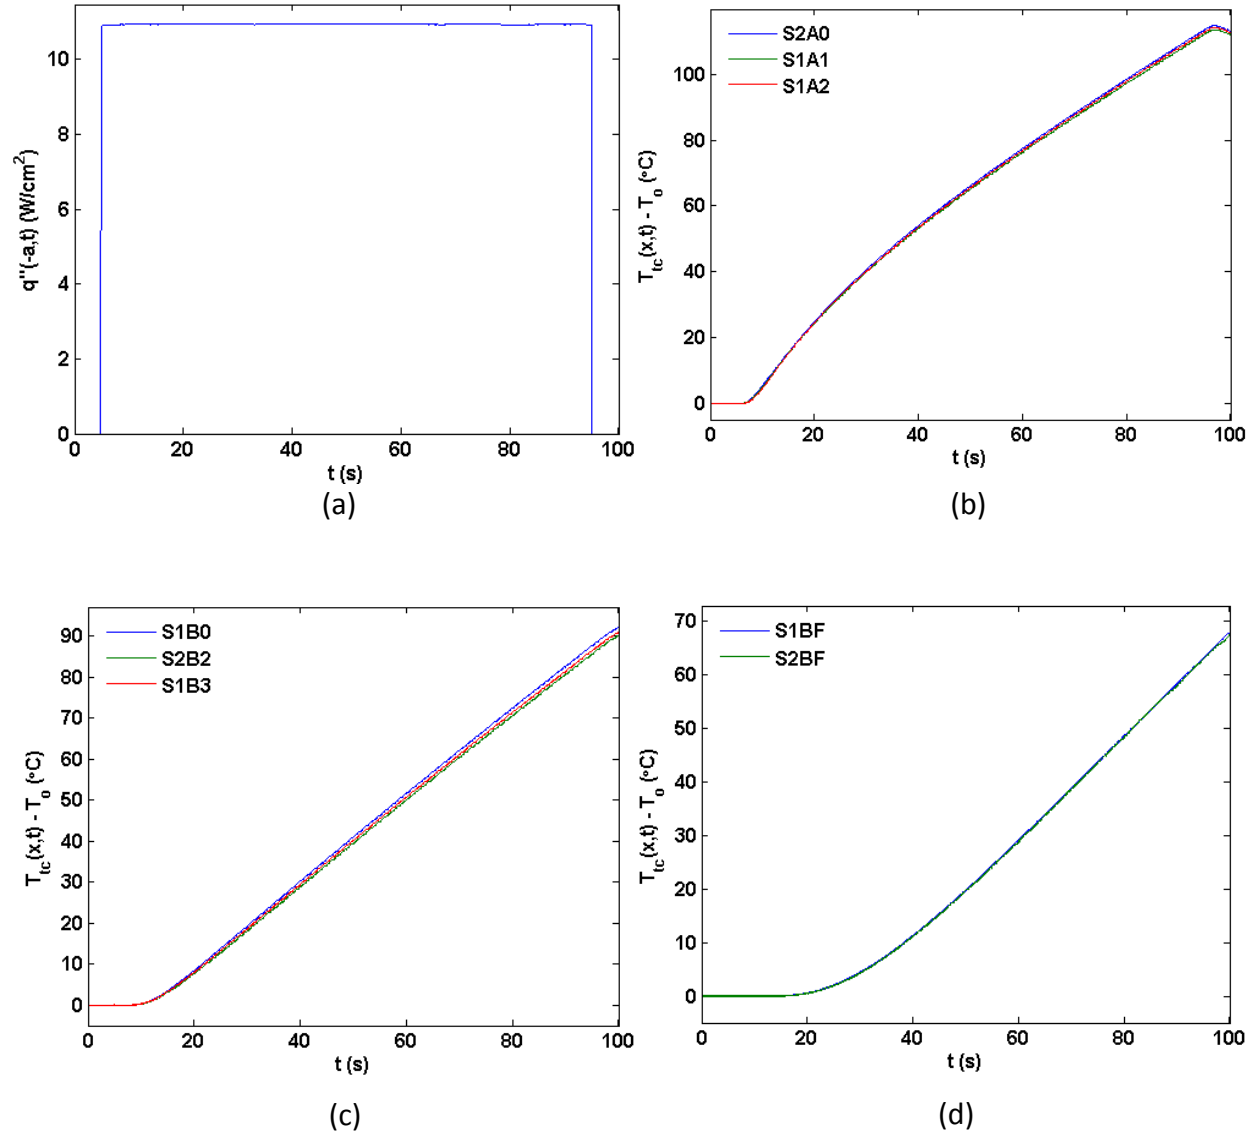 10
8
6
4
2
0
0 20 40 60 80 100
q''(-a,t) (W/cm²)
t (s)
(a)
S2A0
S1A1
S1A2
100
80
60
40
20
0
0 20 40 60 80 100
T_tc(x,t) - T_o (°C)
t (s)
(b)
S1B0
S2B2
S1B3
90
80
70
60
50
40
30
20
10
0
0 20 40 60 80 100
T_tc(x,t) - T_o (°C)
t (s)
(c)
S1BF
S2BF
70
60
50
40
30
20
10
0
0 20 40 60 80 100
T_tc(x,t) - T_o (°C)
t (s)
(d)